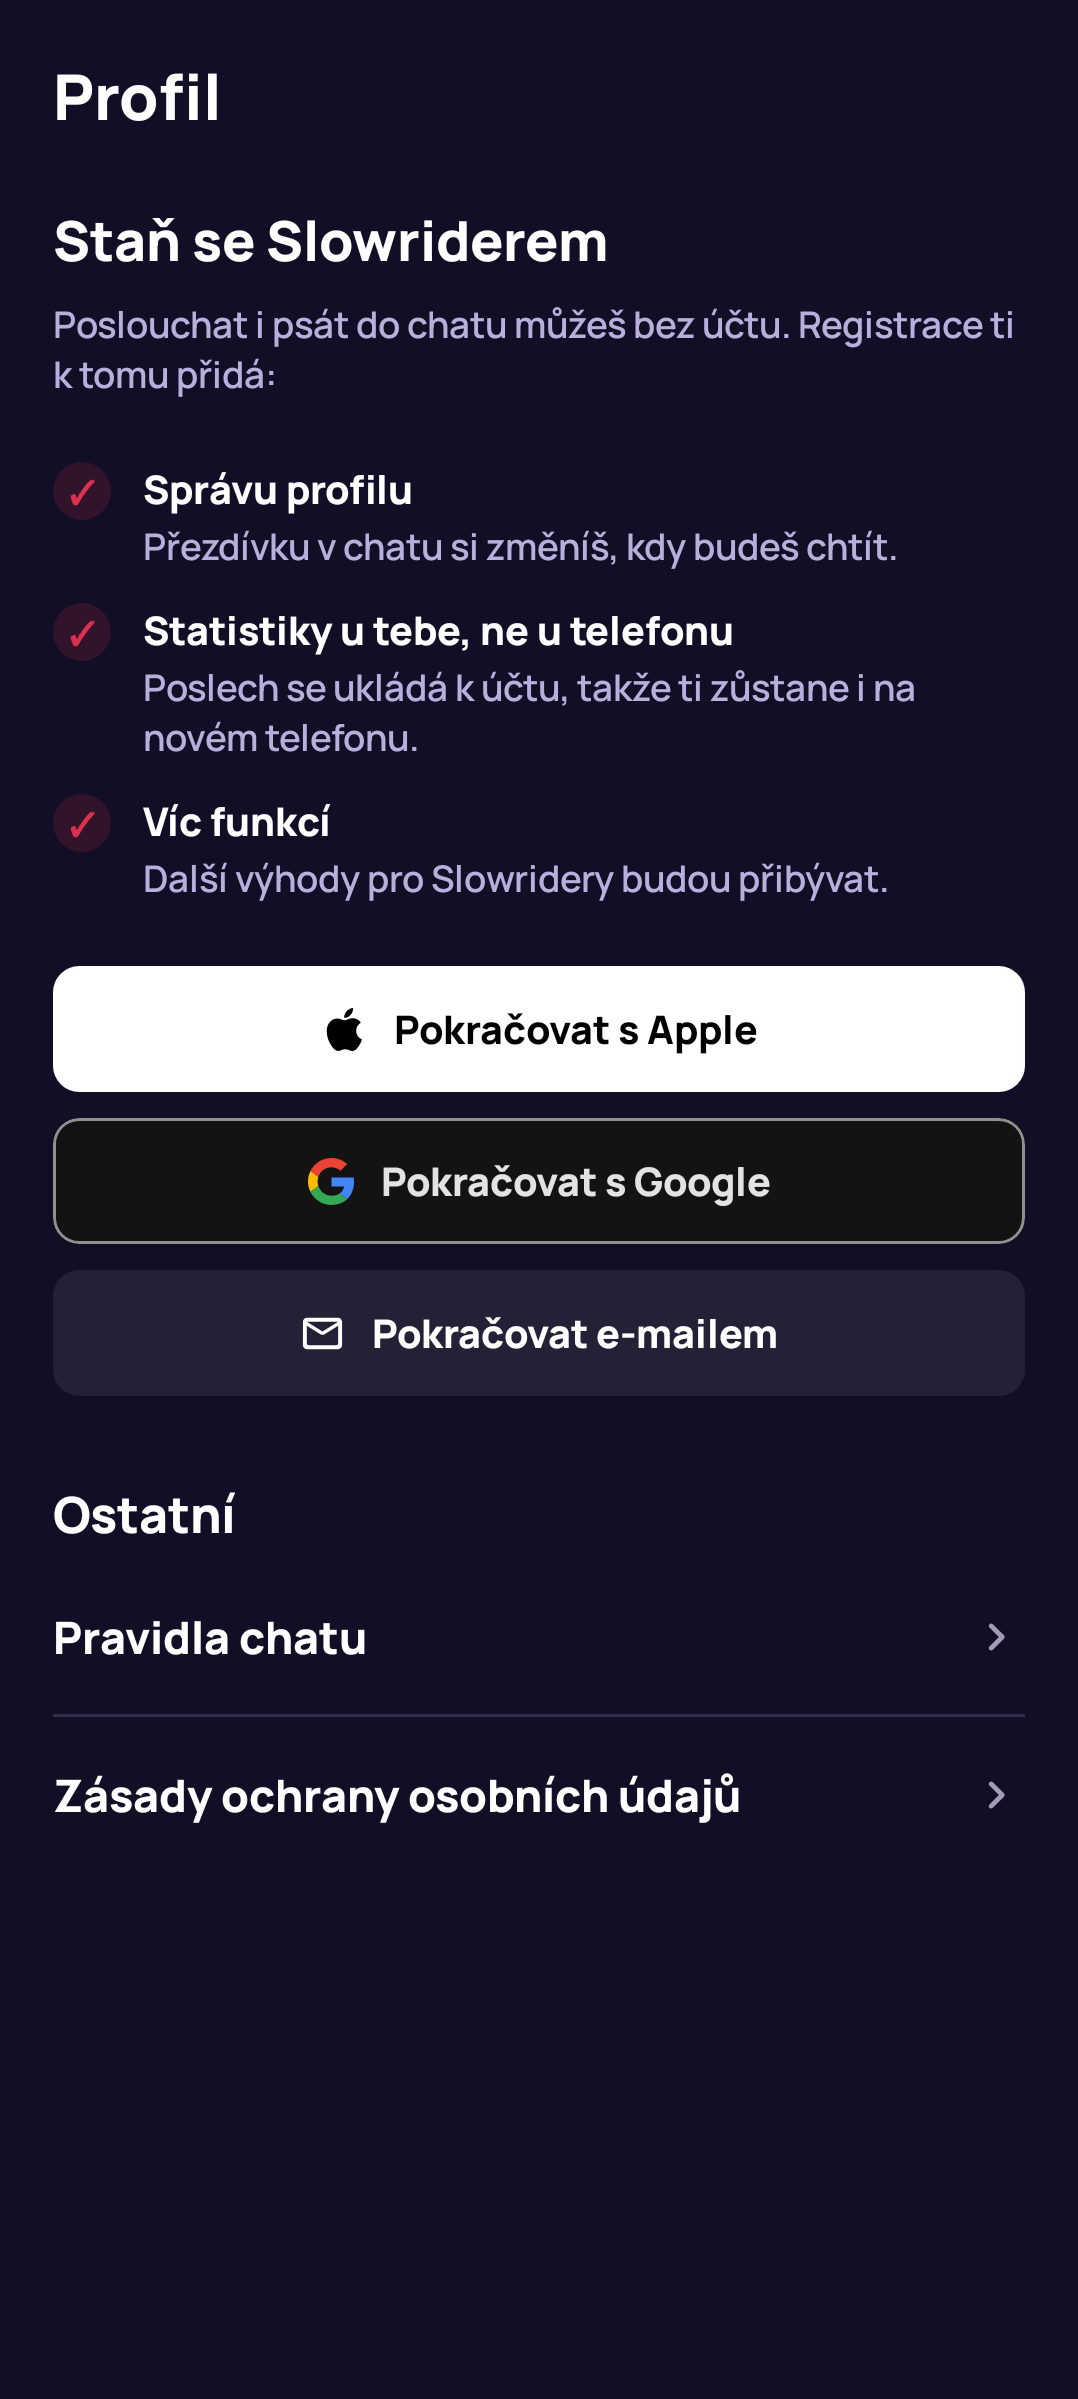 Profil
Staň se Slowriderem
Poslouchat i psát do chatu můžeš bez účtu. Registrace ti
k tomu přidá:
Správu profilu
Přezdívku v chatu si změníš, kdy budeš chtít.
Statistiky u tebe, ne u telefonu
Poslech se ukládá k účtu, takže ti zůstane i na
novém telefonu.
Víc funkcí
Další výhody pro Slowridery budou přibývat.
Pokračovat s Apple
Pokračovat s Google
Pokračovat e-mailem
Ostatní
Pravidla chatu
Zásady ochrany osobních údajů